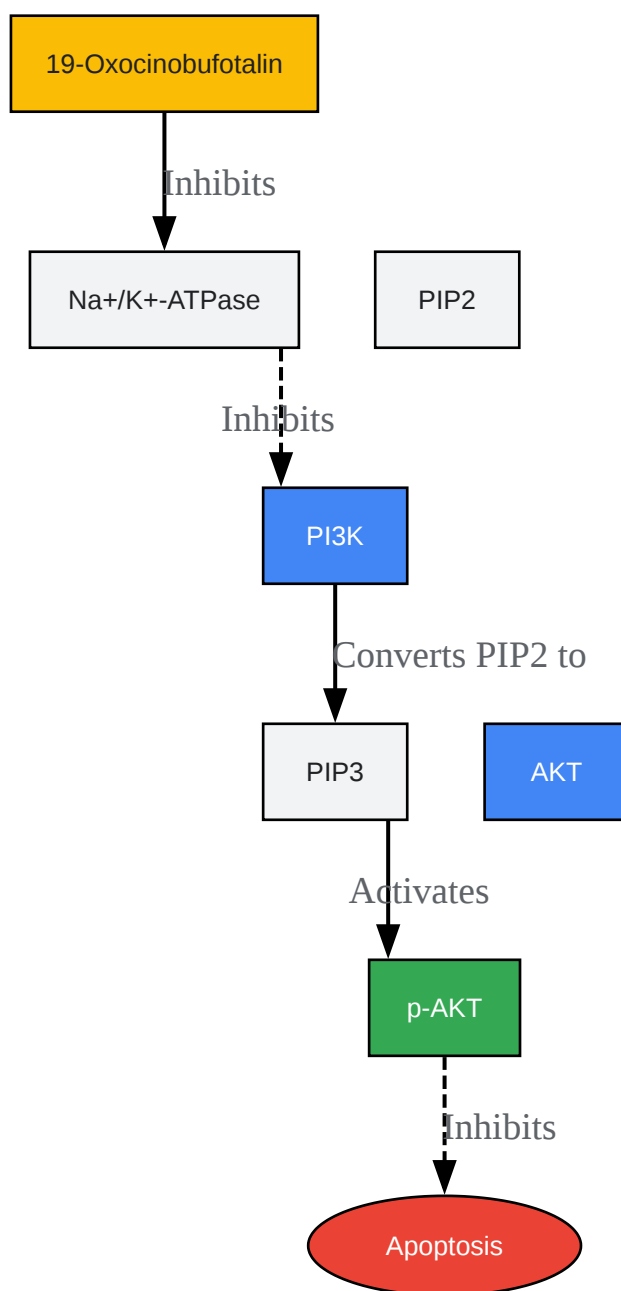 19-Oxocinobufotalin
Inhibits
Na+/K+-ATPase
PIP2
Inhibits
PI3K
Converts PIP2 to
PIP3
AKT
Activates
p-AKT
Inhibits
Apoptosis